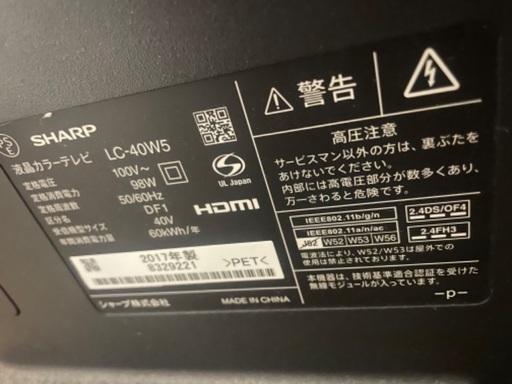 SHARP
液晶カラーテレビ LC-40W5
定格電圧 100V~
定格消費電力 98W
定格周波数 50/60Hz
区分名 DF1
受信機型サイズ 40V
年間消費電力量 60kWh/年
UL Japan
HDMI
2017年製
8329221
>PET<
シャープ株式会社
MADE IN CHINA
警告
高圧注意
サービスマン以外の方は、裏ぶたを
あけないでください。
内部には高電圧部分が数多くあり、
万一さわると危険です。
IEEE802.11b/g/n
IEEE802.11a/n/ac
J52 W52 W53 W56
2.4DS/OF4
2.4FH3
電波法により、W52/W53は屋外での
使用は禁じられています。
本機器は、技術基準適合認証を受けた
無線モジュールが入っています。
-p-